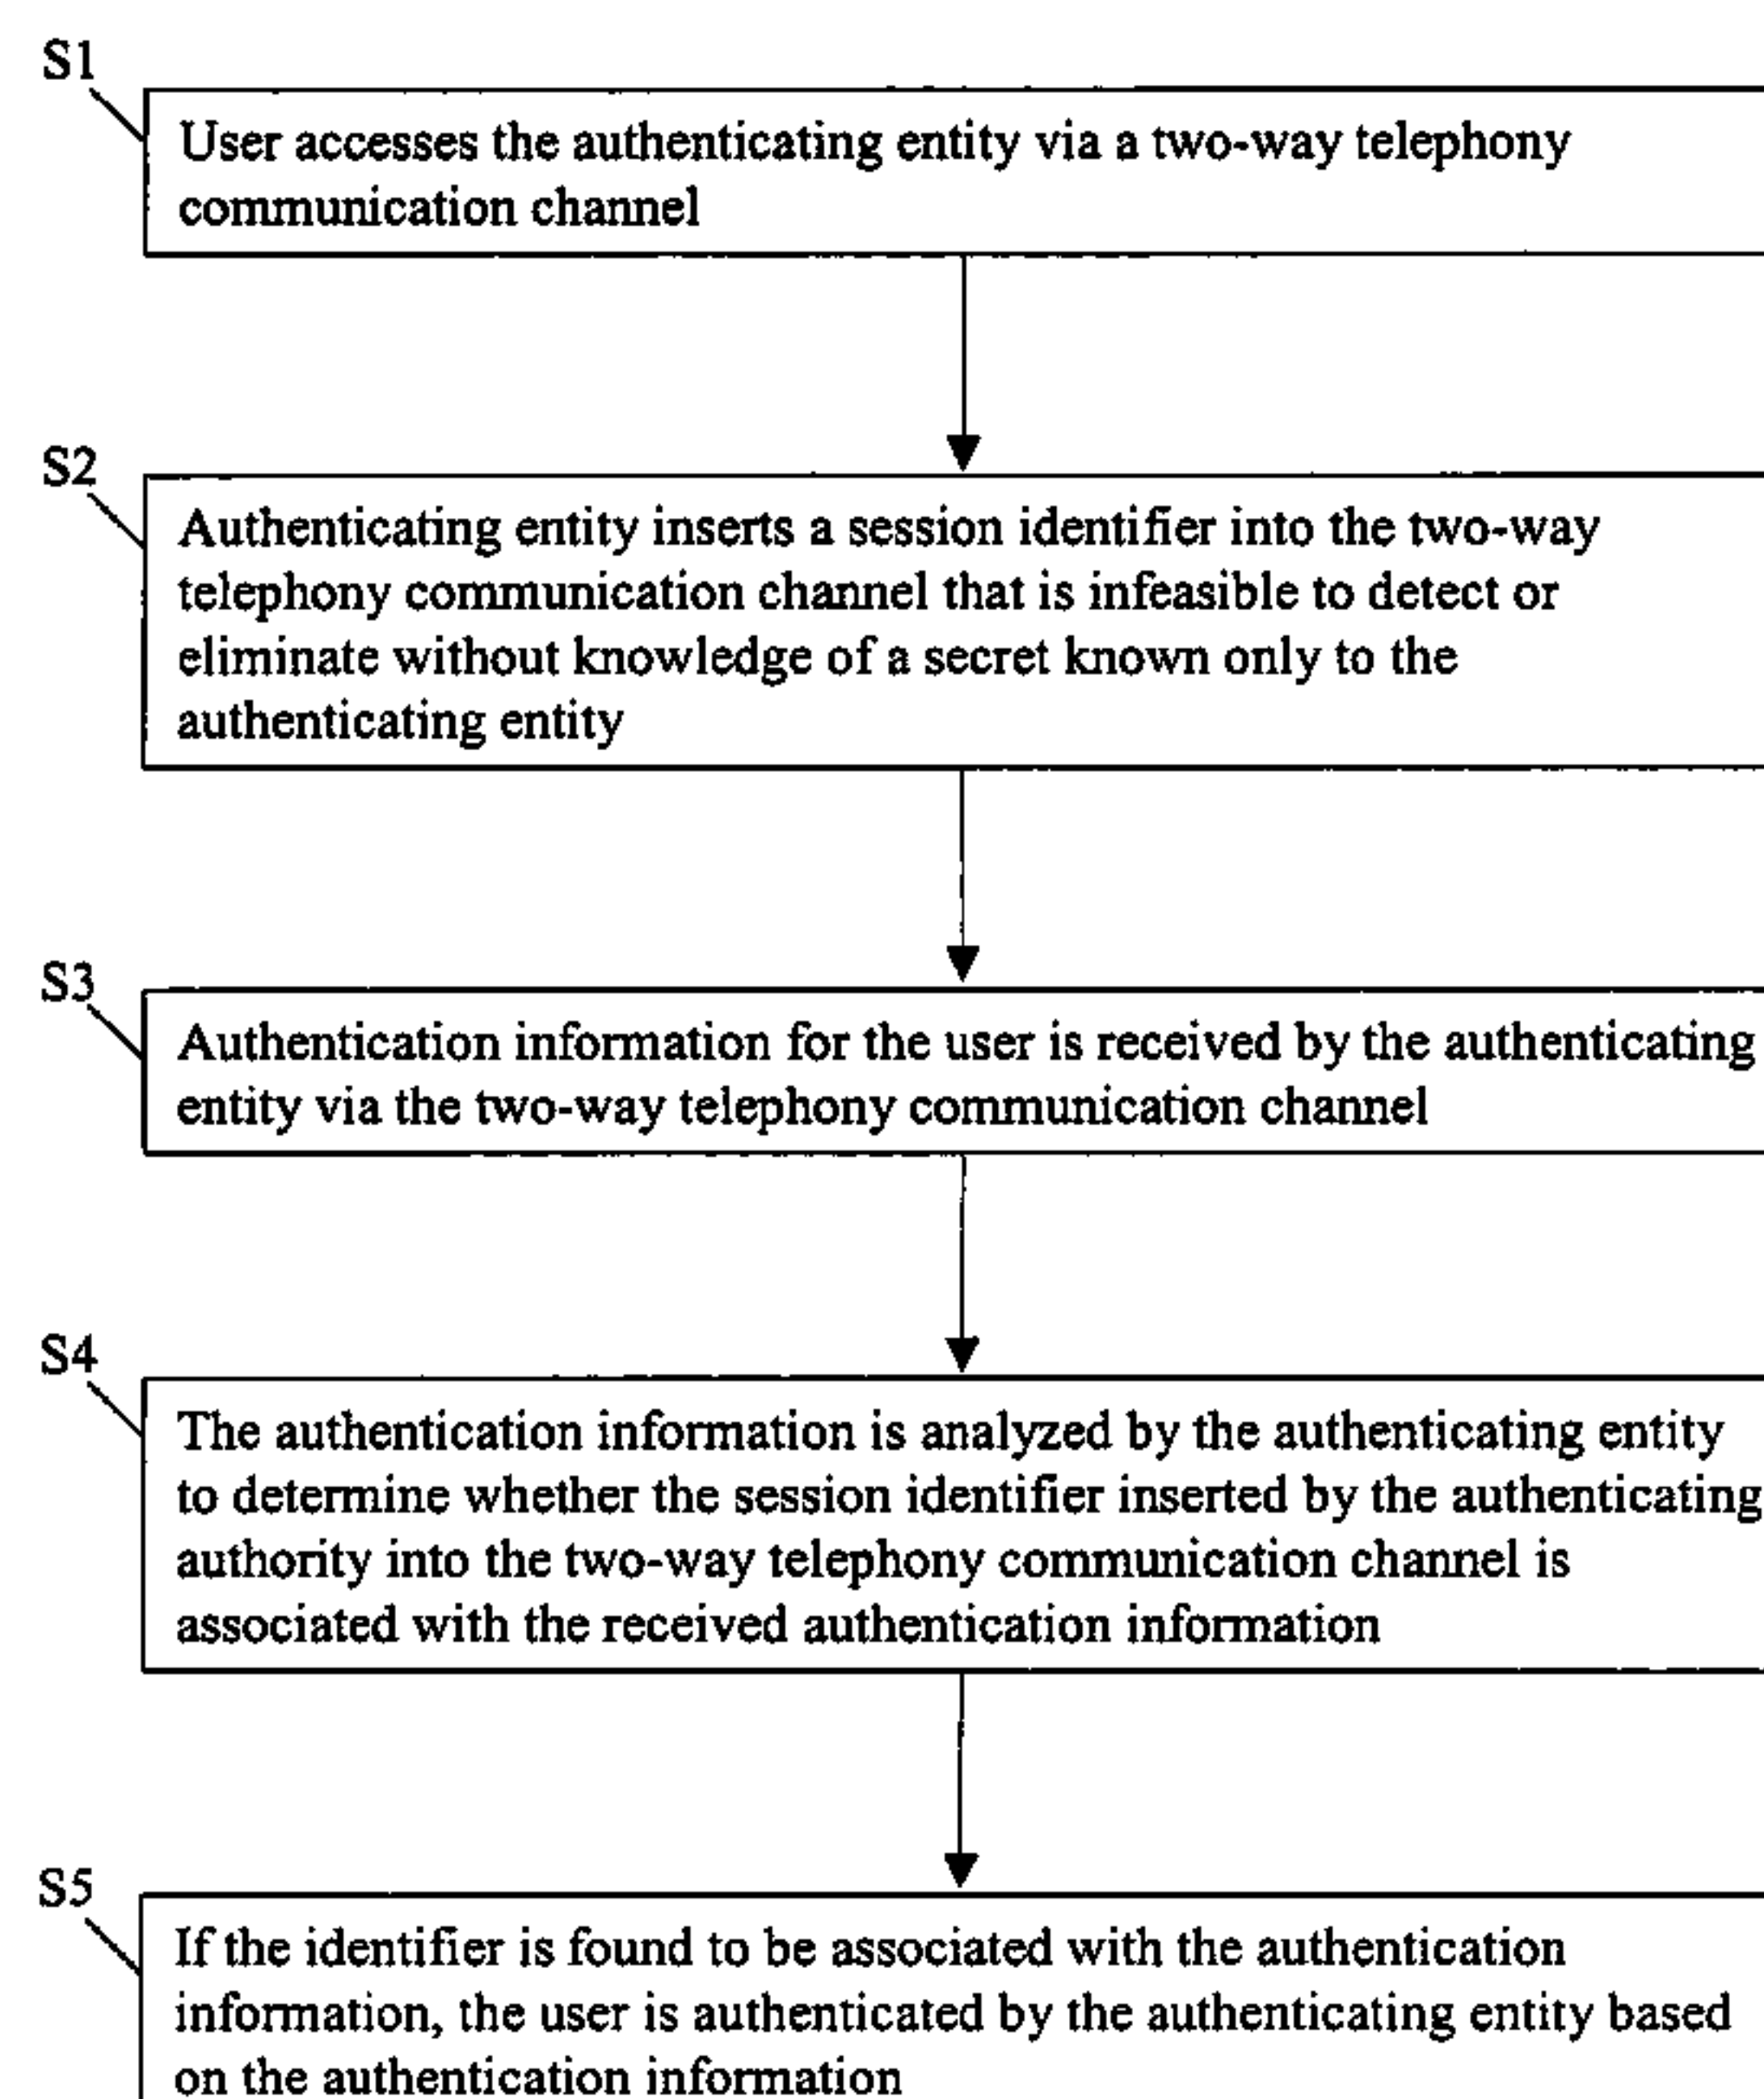 S1
User accesses the authenticating entity via a two-way telephony
communication channel
S2
Authenticating entity inserts a session identifier into the two-way
telephony communication channel that is infeasible to detect or
eliminate without knowledge of a secret known only to the
authenticating entity
S3
Authentication information for the user is received by the authenticating
entity via the two-way telephony communication channel
S4
The authentication information is analyzed by the authenticating entity
to determine whether the session identifier inserted by the authenticating
authority into the two-way telephony communication channel is
associated with the received authentication information
S5
If the identifier is found to be associated with the authentication
information, the user is authenticated by the authenticating entity based
on the authentication information